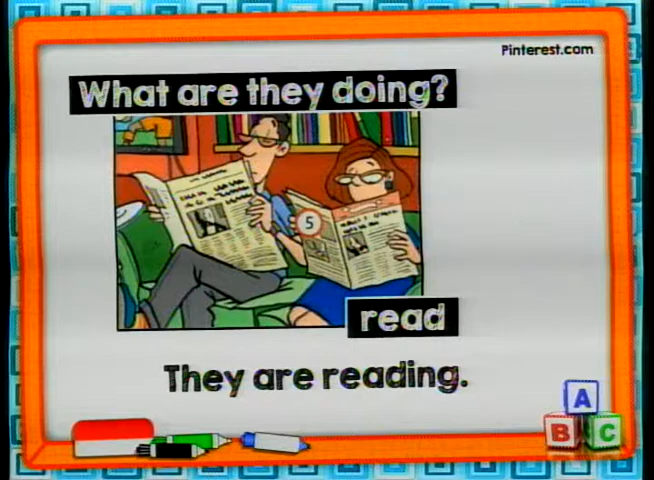 Pinterest.com
What are they doing?
5
read
They are reading.
A
B C